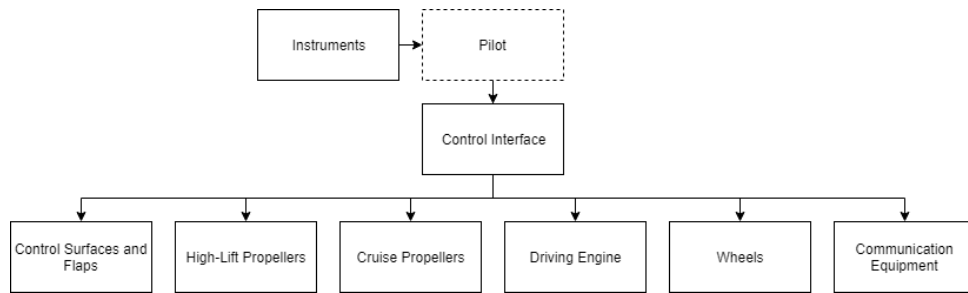 Instruments
Pilot
Control Interface
Control Surfaces and
Flaps
High-Lift Propellers
Cruise Propellers
Driving Engine
Wheels
Communication
Equipment